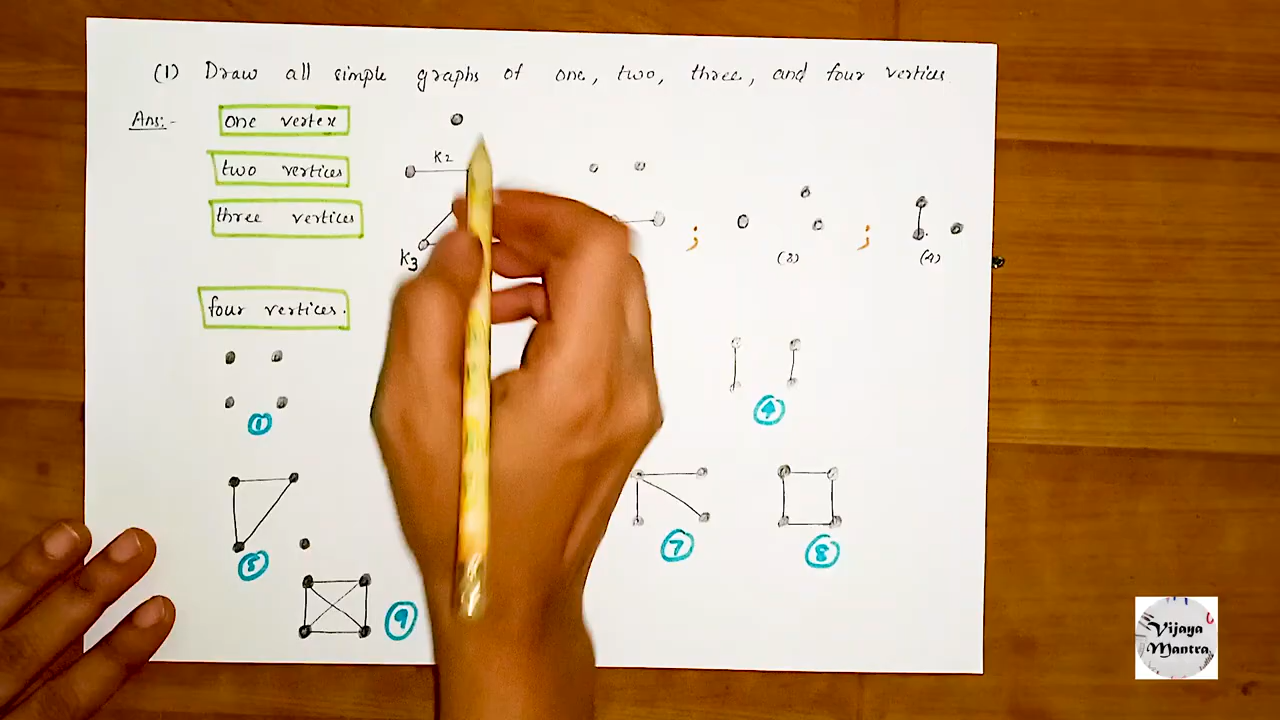 (1) Draw all simple graphs of one, two, three, and four vertices
Ans:- one vertex
two vertices K2
three vertices ; ;
K3 (3) (4)
four vertices.
1 4
5 7 8
9
Vijaya
Mantra